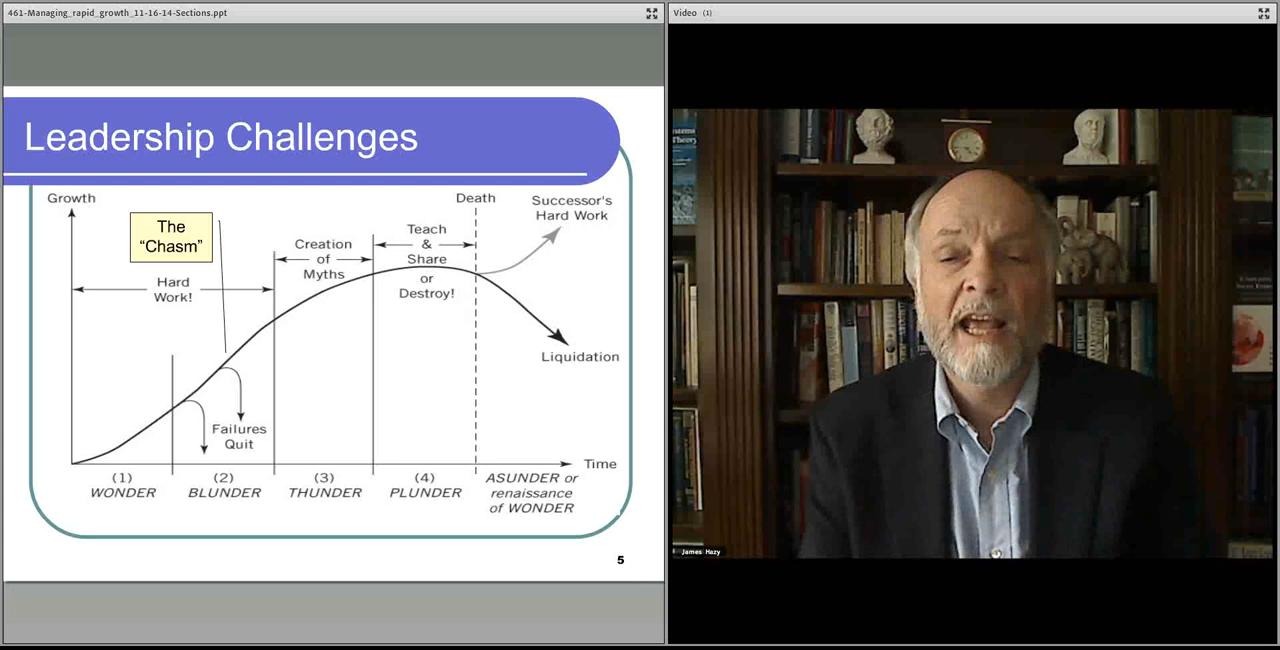 461-Managing_rapid_growth_11-16-14-Sections.ppt
Video (1)
Leadership Challenges
Growth
Death
Successor's
Hard Work
The
“Chasm”
Teach
&
Share
or
Destroy!
Creation
of
Myths
Hard
Work!
Liquidation
Failures
Quit
Time
(1)
WONDER
(2)
BLUNDER
(3)
THUNDER
(4)
PLUNDER
ASUNDER or
renaissance
of WONDER
5
Systems
Theory
James Hazy